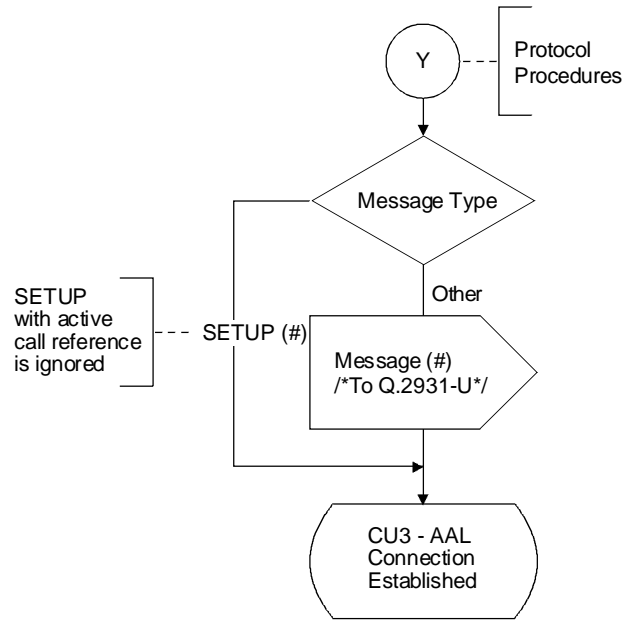 Y
Protocol
Procedures
Message Type
Other
SETUP
with active
call reference
is ignored
SETUP (#)
Message (#)
/*To Q.2931-U*/
CU3 - AAL
Connection
Established